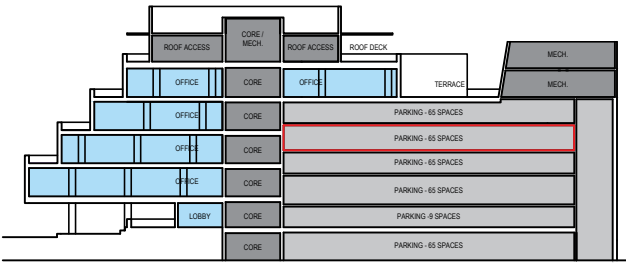 CORE /
MECH.
ROOF ACCESS
ROOF ACCESS
ROOF DECK
MECH.
OFFICE
CORE
OFFICE
TERRACE
MECH.
OFFICE
CORE
PARKING - 65 SPACES
OFFICE
CORE
PARKING - 65 SPACES
PARKING - 65 SPACES
OFFICE
CORE
PARKING - 65 SPACES
LOBBY
CORE
PARKING -9 SPACES
CORE
PARKING - 65 SPACES